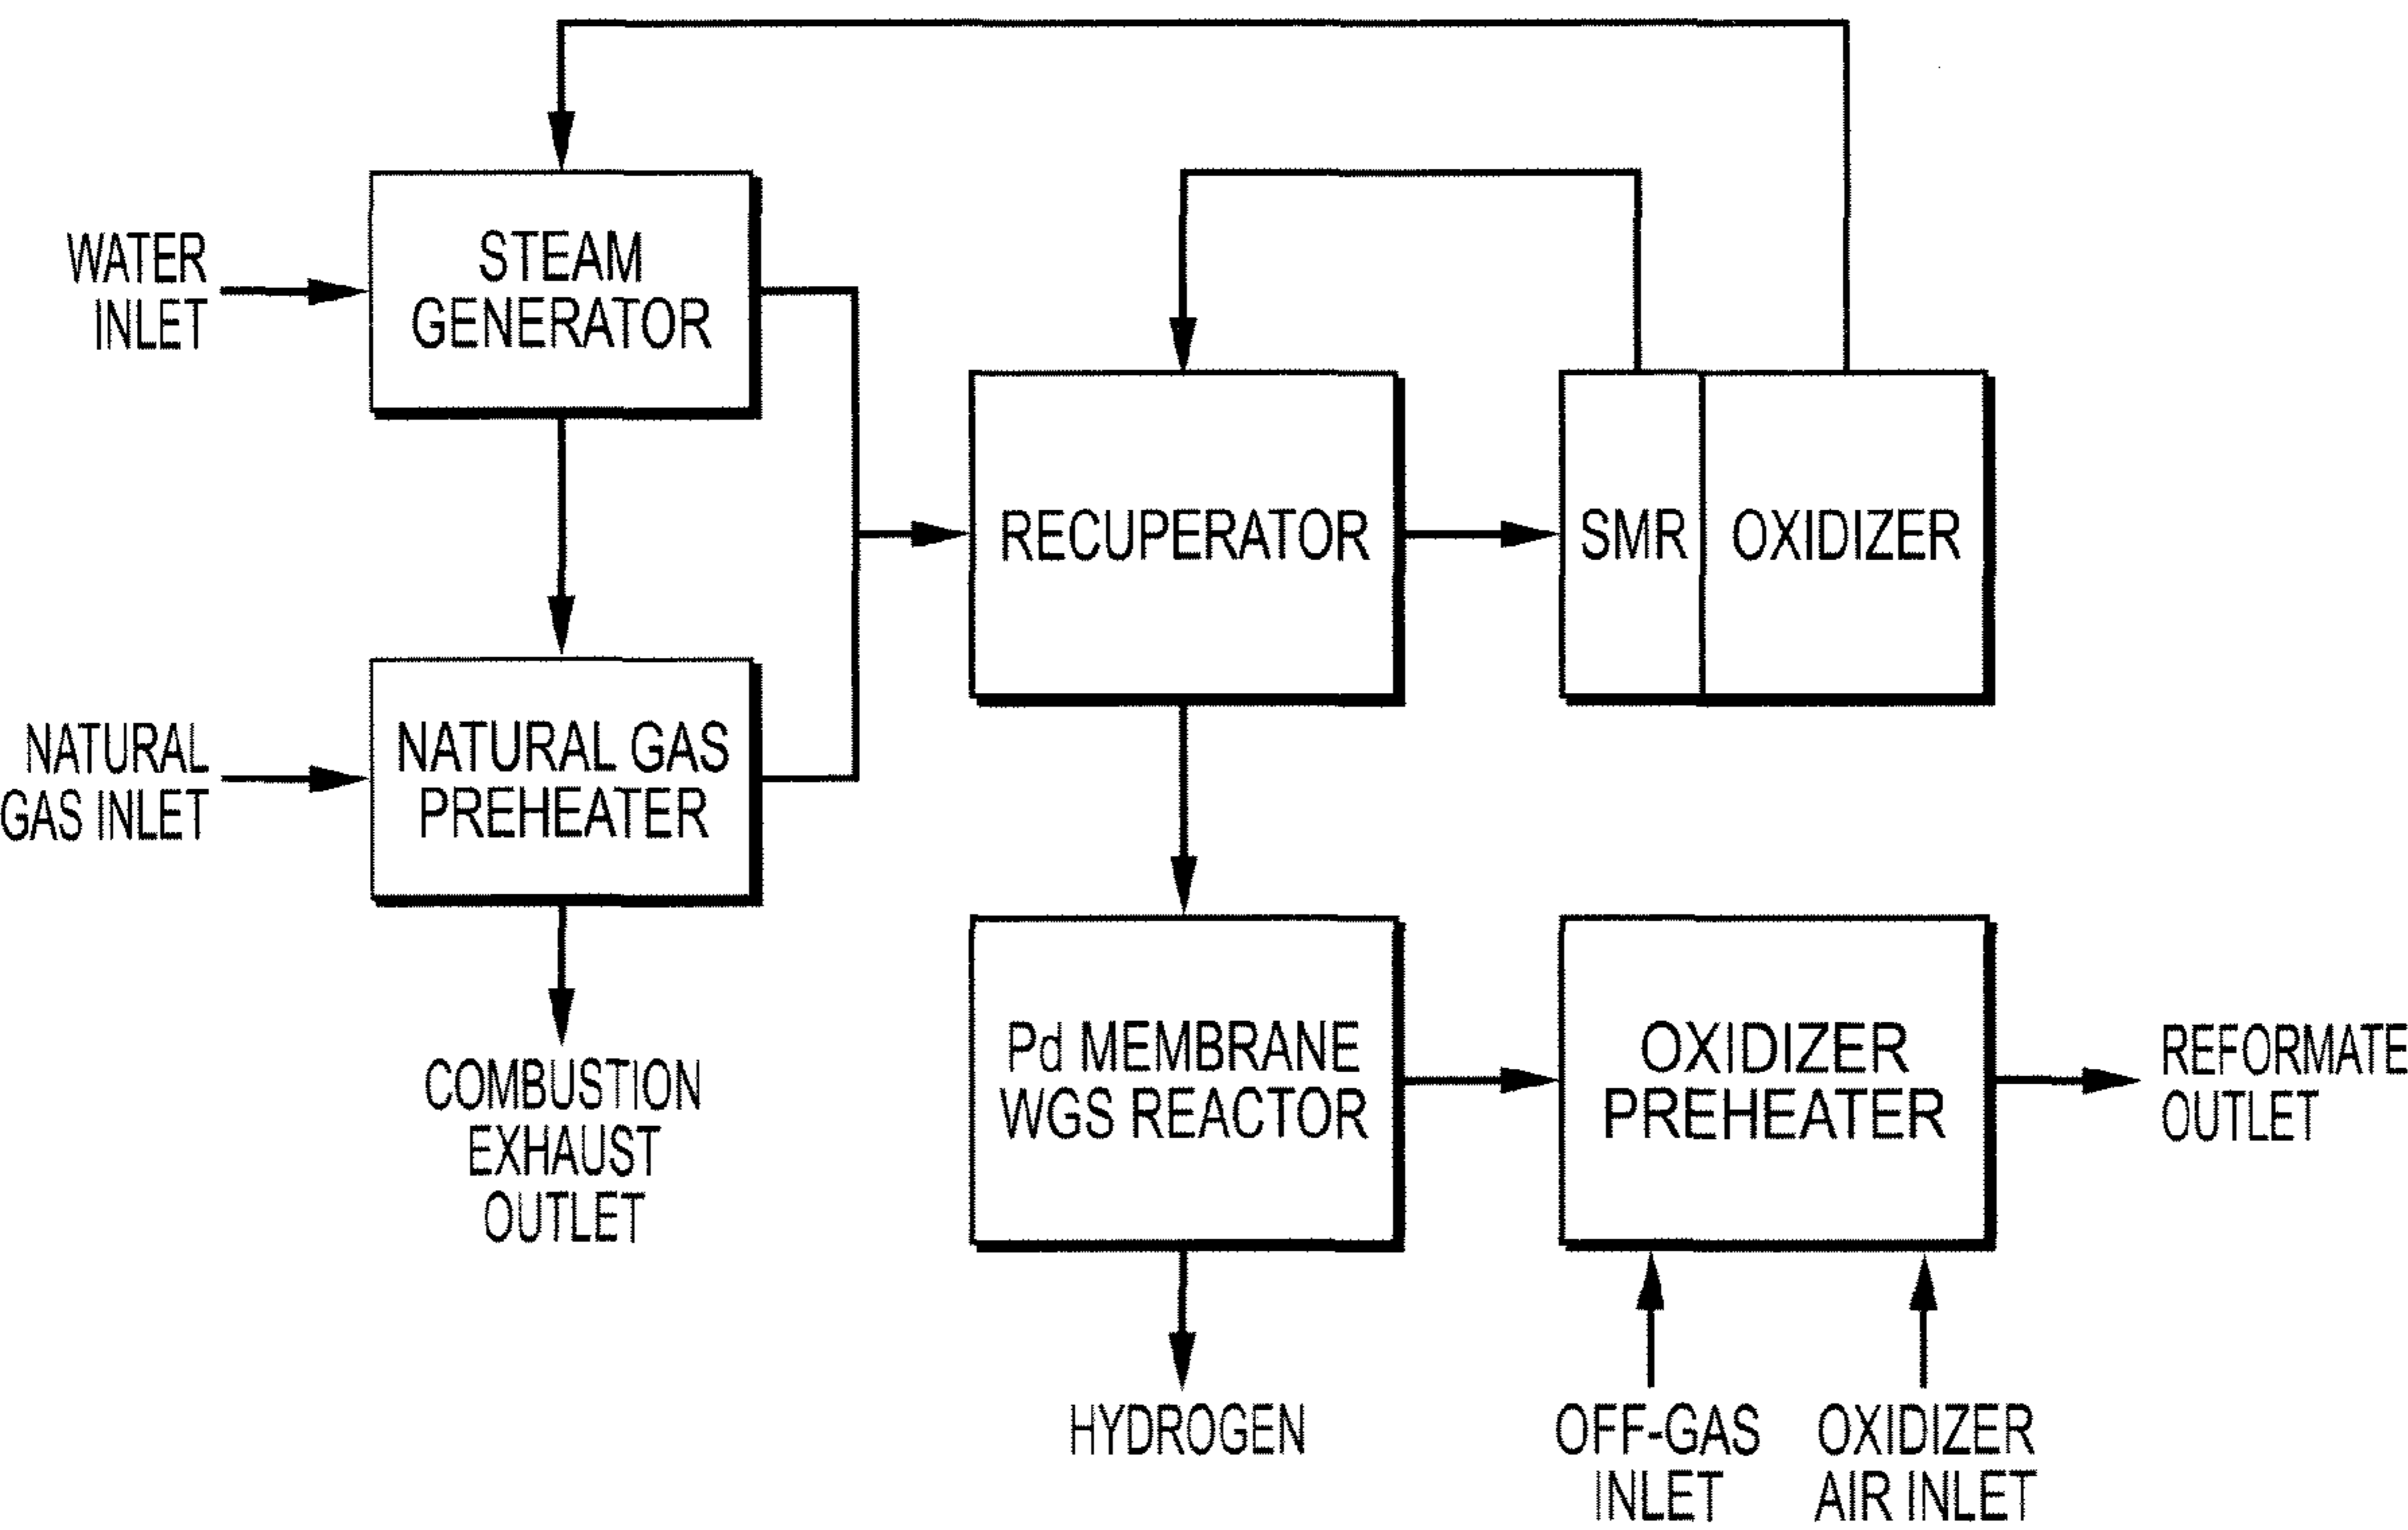 WATER
INLET
STEAM
GENERATOR
RECUPERATOR
SMR
OXIDIZER
NATURAL
GAS INLET
NATURAL GAS
PREHEATER
COMBUSTION
EXHAUST
OUTLET
Pd MEMBRANE
WGS REACTOR
OXIDIZER
PREHEATER
REFORMATE
OUTLET
HYDROGEN
OFF-GAS
INLET
OXIDIZER
AIR INLET